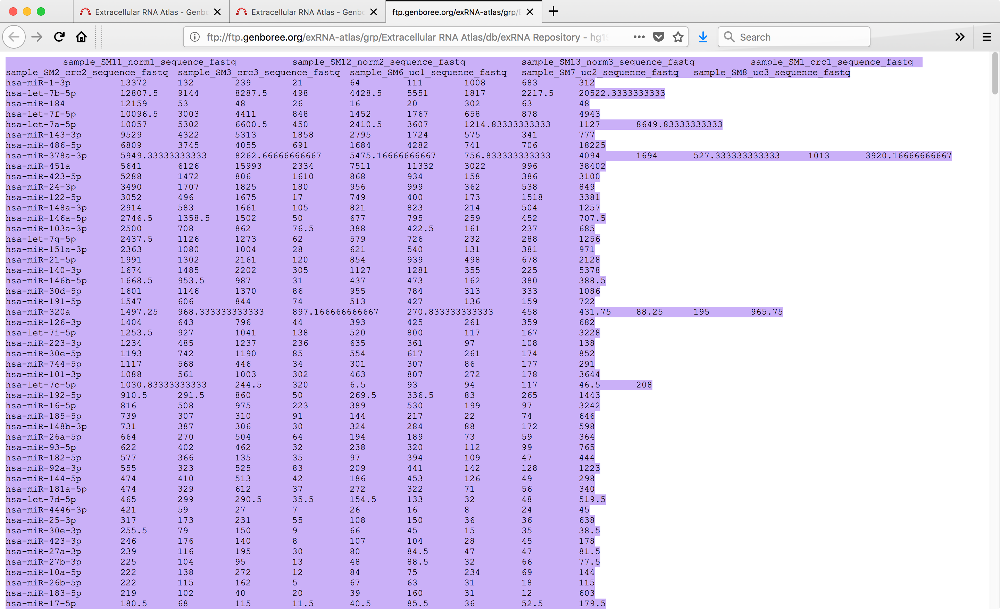 Extracellular RNA Atlas - Genb
Extracellular RNA Atlas - Genb
ftp.genboree.org/exRNA-atlas/grp/E
ftp://ftp.genboree.org/exRNA-atlas/grp/Extracellular RNA Atlas/db/exRNA Repository - hg19
Search
sample_SM11_norm1_sequence_fastq sample_SM12_norm2_sequence_fastq sample_SM13_norm3_sequence_fastq sample_SM1_crc1_sequence_fastq
sample_SM2_crc2_sequence_fastq sample_SM3_crc3_sequence_fastq sample_SM6_uc1_sequence_fastq sample_SM7_uc2_sequence_fastq sample_SM8_uc3_sequence_fastq
hsa-miR-1-3p 13372 132 239 21 64 111 1008 683 312
hsa-let-7b-5p 12807.5 9144 8287.5 498 4428.5 5551 1817 2217.5 20522.3333333333
hsa-miR-184 12159 53 48 26 16 20 302 63 48
hsa-let-7f-5p 10096.5 3003 4411 848 1452 1767 658 878 4943
hsa-let-7a-5p 10057 5302 6600.5 450 2410.5 3607 1214.83333333333 1127 8649.83333333333
hsa-miR-143-3p 9529 4322 5313 1858 2795 1724 575 341 777
hsa-miR-486-5p 6809 3745 4055 691 1684 4282 741 706 18225
hsa-miR-378a-3p 5949.33333333333 8262.66666666667 5475.16666666667 756.833333333333 4094 1694 527.333333333333 1013 3920.16666666667
hsa-miR-451a 5641 6126 15993 2334 7511 11332 3022 996 38402
hsa-miR-423-5p 5288 1472 806 1610 868 934 158 386 3100
hsa-miR-24-3p 3490 1707 1825 180 956 999 362 538 849
hsa-miR-122-5p 3052 496 1675 17 749 400 173 1518 3381
hsa-miR-148a-3p 2914 583 1661 105 821 823 214 504 1257
hsa-miR-146a-5p 2746.5 1358.5 1502 50 677 795 259 452 707.5
hsa-miR-103a-3p 2500 708 862 76.5 388 422.5 161 237 685
hsa-let-7g-5p 2437.5 1126 1273 62 579 726 232 288 1256
hsa-miR-151a-3p 2363 1080 1004 28 621 540 131 381 971
hsa-miR-21-5p 1991 1302 2161 120 854 939 498 678 2128
hsa-miR-140-3p 1674 1485 2202 305 1127 1281 355 225 5378
hsa-miR-146b-5p 1668.5 953.5 987 31 437 473 162 380 388.5
hsa-miR-30d-5p 1601 1146 1370 86 955 784 313 333 1086
hsa-miR-191-5p 1547 606 844 74 513 427 136 159 722
hsa-miR-320a 1497.25 968.333333333333 897.166666666667 270.833333333333 458 431.75 88.25 195 965.75
hsa-miR-126-3p 1404 643 796 44 393 425 261 359 682
hsa-let-7i-5p 1253.5 927 1041 138 520 800 117 167 3228
hsa-miR-223-3p 1234 485 1237 236 635 361 97 108 138
hsa-miR-30e-5p 1193 742 1190 85 554 617 261 174 852
hsa-miR-744-5p 1117 568 446 34 301 307 86 177 291
hsa-miR-101-3p 1088 561 1003 302 463 807 272 178 3644
hsa-let-7c-5p 1030.83333333333 244.5 320 6.5 93 94 117 46.5 208
hsa-miR-192-5p 910.5 291.5 860 50 269.5 336.5 83 265 1443
hsa-miR-16-5p 816 508 975 223 389 530 199 97 3242
hsa-miR-185-5p 739 307 310 91 144 217 22 74 646
hsa-miR-148b-3p 731 387 306 30 324 284 88 172 598
hsa-miR-26a-5p 664 270 504 64 194 189 73 59 364
hsa-miR-93-5p 622 402 462 32 238 320 112 99 765
hsa-miR-182-5p 577 366 135 35 97 394 109 47 444
hsa-miR-92a-3p 555 323 525 83 209 441 142 128 1223
hsa-miR-144-5p 474 410 513 42 186 453 126 49 298
hsa-miR-181a-5p 474 329 612 37 272 322 71 56 340
hsa-let-7d-5p 465 299 290.5 35.5 154.5 133 32 48 519.5
hsa-miR-4446-3p 421 59 27 7 26 16 8 24 45
hsa-miR-25-3p 317 173 231 55 108 150 36 36 638
hsa-miR-30e-3p 255.5 79 150 9 66 45 15 35 38.5
hsa-miR-423-3p 246 176 140 8 107 104 28 45 178
hsa-miR-27a-3p 239 116 195 30 80 84.5 47 47 81.5
hsa-miR-27b-3p 225 104 95 13 48 88.5 32 66 77.5
hsa-miR-10a-5p 222 138 272 12 84 75 234 69 144
hsa-miR-26b-5p 222 115 162 5 67 63 31 18 115
hsa-miR-183-5p 219 102 40 20 39 160 31 12 603
hsa-miR-17-5p 180.5 68 115 11.5 40.5 85.5 36 52.5 179.5